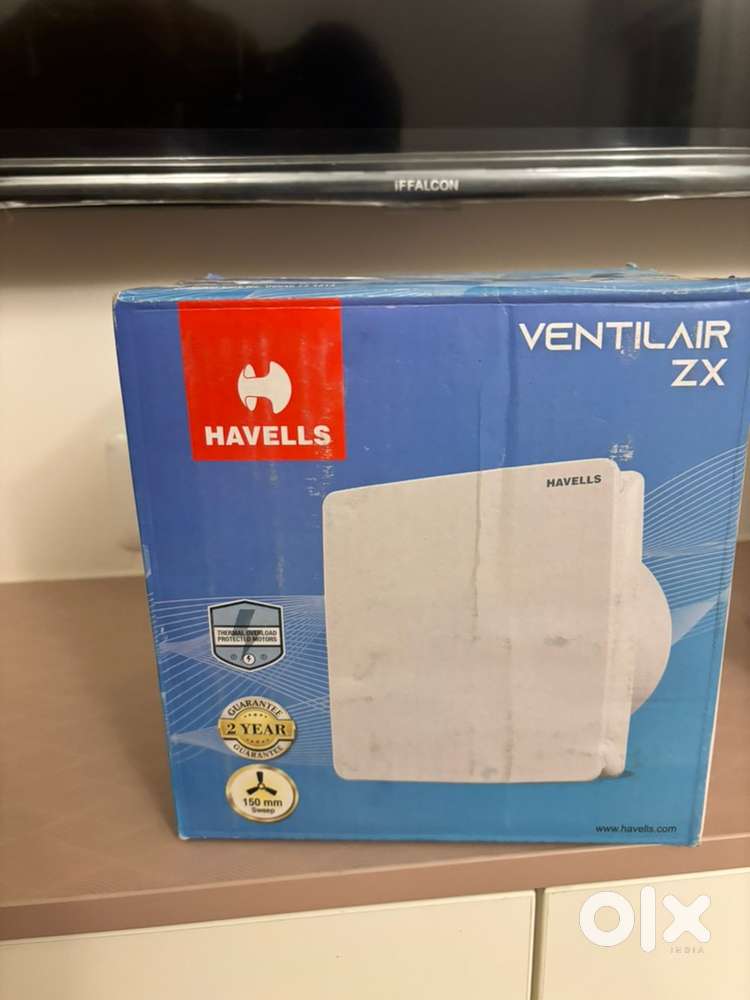 iFFALCON
HAVELLS
VENTILAIR
ZX
HAVELLS
THERMAL OVERLOAD
PROTECTED MOTORS
GUARANTEE
2 YEAR
GUARANTEE
150 mm
Sweep
www.havells.com
olx
INDIA